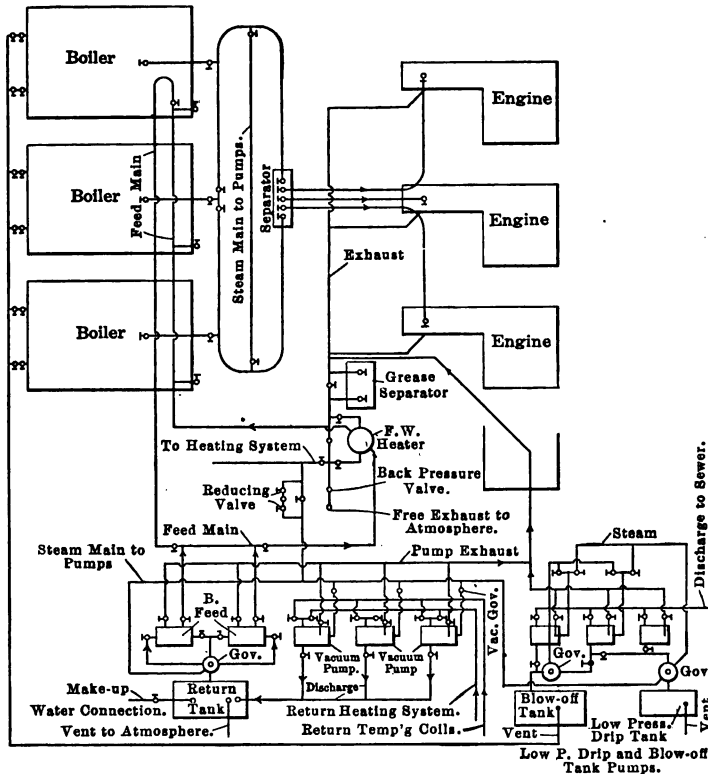 Boiler
Engine
Steam Main to Pumps.
Feed Main
Boiler
Separator
Engine
Exhaust
Boiler
Engine
Grease
Separator
F.W.
Heater
To Heating System
Back Pressure
Valve.
Reducing
Valve
Free Exhaust to
Atmosphere.
Discharge to Sewer.
Feed Main
Steam
Steam Main to
Pumps
Pump Exhaust
B.
Feed
Vac. Gov.
Gov.
Vacuum
Pump.
Vacuum
Pump
Gov.
Gov
Make-up
Water Connection.
Return
Tank
Discharge
Return Heating System.
Return Temp'g Coils.
Vent to Atmosphere.
Blow-off
Tank
Vent
Low Press.
Drip Tank
Vent
Low P. Drip and Blow-off
Tank Pumps.